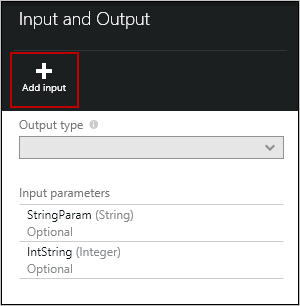 Input and Output
Add input
Output type
Input parameters
StringParam (String)
Optional
IntString (Integer)
Optional